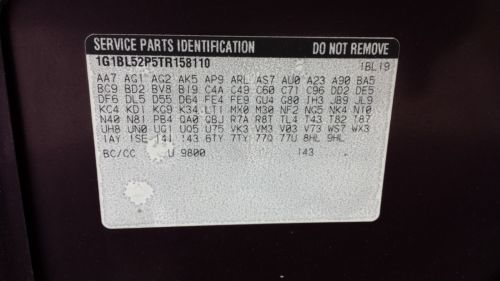 SERVICE PARTS IDENTIFICATION DO NOT REMOVE
1G1BL52P5TR158110 1BL19
AA7 AG1 AG2 AK5 AP9 ARL AS7 AU0 A23 A90 BA5
BC9 BD2 BV8 B19 C4A C49 C60 C71 C96 DD2 DE5
DF6 DL5 D55 D64 FE4 FE9 GU4 G80 IH3 JB9 JL9
KC4 KD1 KG9 K34 LT1 MX0 M30 NF2 NG5 NK4 N10
N40 N81 PB4 QA0 QBJ R7A R8T TL4 T43 T82 T87
UH8 UN0 UQ1 UQ5 U75 VK3 VM3 V03 V73 WS7 WX3
1AY 1SE 14I 143 6TY 7TY 77Q 77U 8HL 9HL
BC/CC U 9800 143